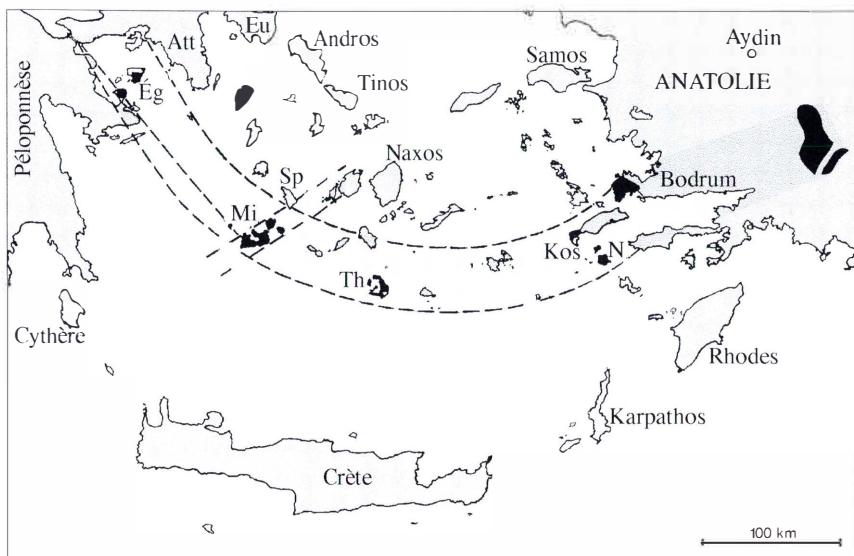 Att
Eu
Andros
Tinos
Samos
Aydin
ANATOLIE
Péloponnèse
Ég
Naxos
Sp
Mi
Bodrum
Kos
N
Th
Cythère
Rhodes
Karpathos
Crète
100 km